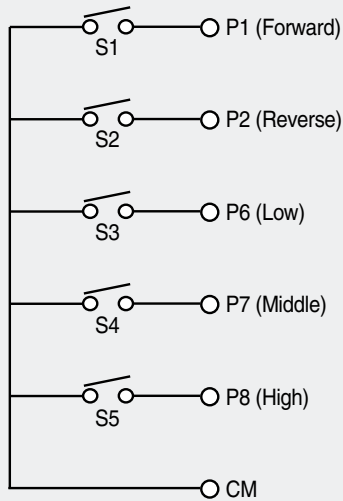 P1 (Forward)
S1
P2 (Reverse)
S2
P6 (Low)
S3
P7 (Middle)
S4
P8 (High)
S5
CM